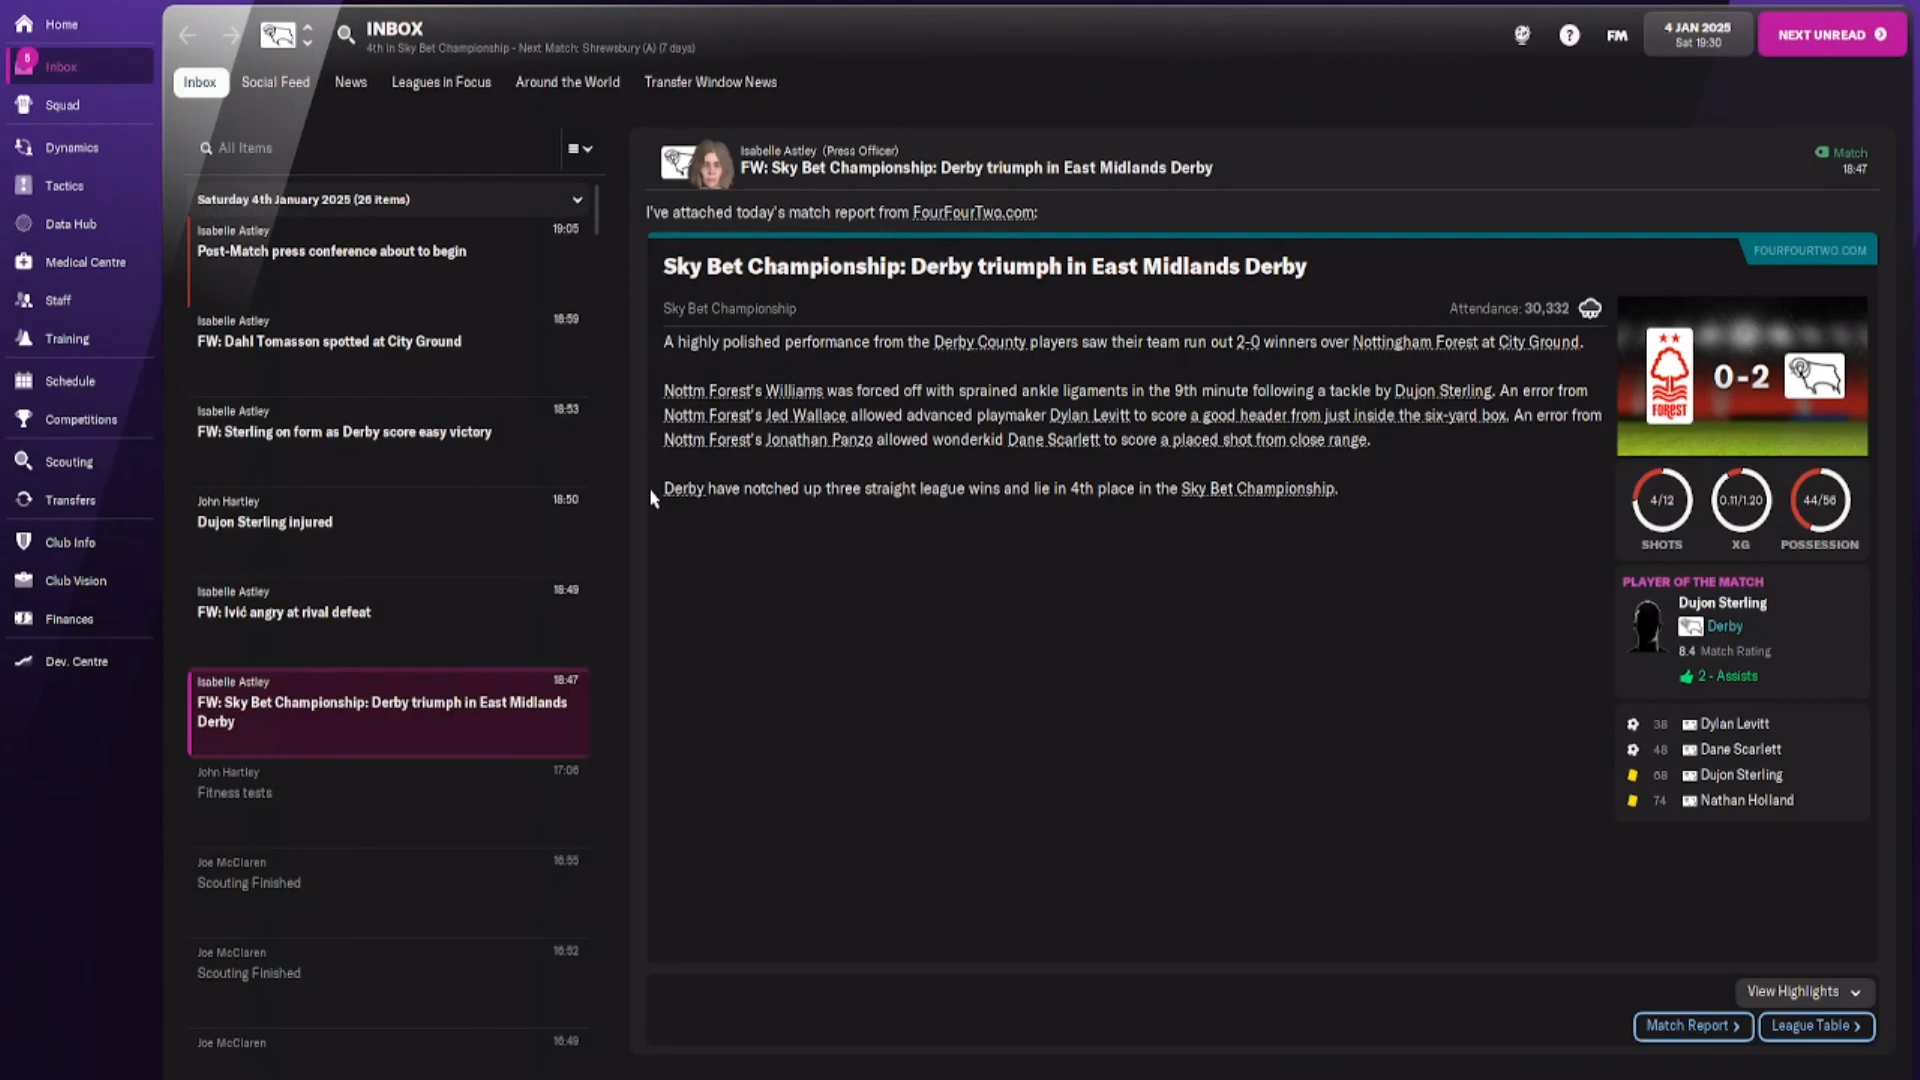 Home
5
Inbox
Squad
Dynamics
Tactics
Data Hub
Medical Centre
Staff
Training
Schedule
Competitions
Scouting
Transfers
Club Info
Club Vision
Finances
Dev. Centre
INBOX
4th in Sky Bet Championship - Next Match: Shrewsbury (A) (7 days)
FM
4 JAN 2025
Sat 19:30
NEXT UNREAD
Inbox
Social Feed
News
Leagues in Focus
Around the World
Transfer Window News
All Items
Saturday 4th January 2025 (26 items)
Isabelle Astley 19:05
Post-Match press conference about to begin
Isabelle Astley 18:59
FW: Dahl Tomasson spotted at City Ground
Isabelle Astley 18:53
FW: Sterling on form as Derby score easy victory
John Hartley 18:50
Dujon Sterling injured
Isabelle Astley 18:49
FW: Ivić angry at rival defeat
Isabelle Astley 18:47
FW: Sky Bet Championship: Derby triumph in East Midlands
Derby
John Hartley 17:06
Fitness tests
Joe McClaren 16:55
Scouting Finished
Joe McClaren 16:52
Scouting Finished
Joe McClaren 16:49
Isabelle Astley (Press Officer)
FW: Sky Bet Championship: Derby triumph in East Midlands Derby
Match
18:47
I've attached today's match report from FourFourTwo.com:
FOURFOURTWO.COM
Sky Bet Championship: Derby triumph in East Midlands Derby
Sky Bet Championship
Attendance: 30,332
A highly polished performance from the Derby County players saw their team run out 2-0 winners over Nottingham Forest at City Ground.
Nottm Forest's Williams was forced off with sprained ankle ligaments in the 9th minute following a tackle by Dujon Sterling. An error from
Nottm Forest's Jed Wallace allowed advanced playmaker Dylan Levitt to score a good header from just inside the six-yard box. An error from
Nottm Forest's Jonathan Panzo allowed wonderkid Dane Scarlett to score a placed shot from close range.
Derby have notched up three straight league wins and lie in 4th place in the Sky Bet Championship.
FOREST
0-2
4/12
0.11/1.20
44/56
SHOTS
XG
POSSESSION
PLAYER OF THE MATCH
Dujon Sterling
Derby
8.4 Match Rating
2 - Assists
38 Dylan Levitt
48 Dane Scarlett
68 Dujon Sterling
74 Nathan Holland
View Highlights
Match Report
League Table